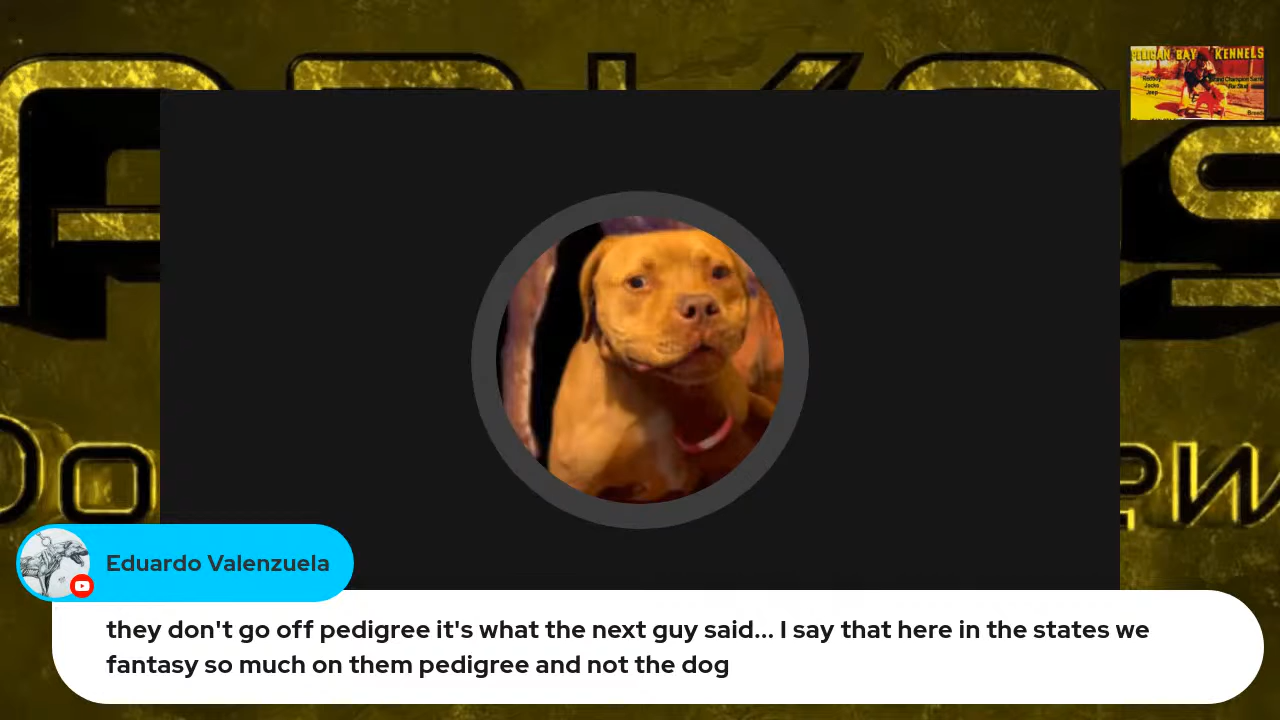 KENNELS
Eduardo Valenzuela
they don't go off pedigree it's what the next guy said... I say that here in the states we
fantasy so much on them pedigree and not the dog